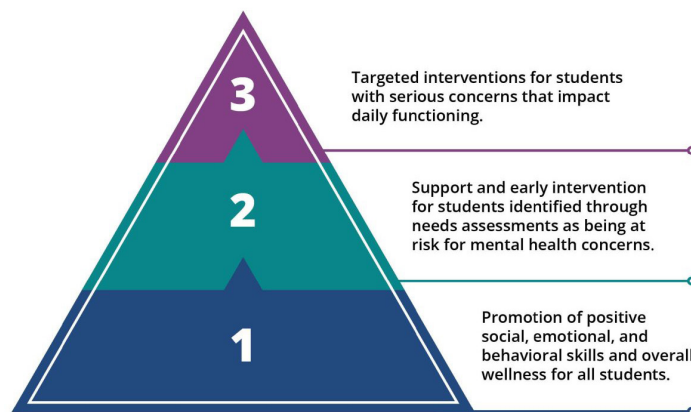 3
Targeted interventions for students
with serious concerns that impact
daily functioning.
2
Support and early intervention
for students identified through
needs assessments as being at
risk for mental health concerns.
1
Promotion of positive
social, emotional, and
behavioral skills and overall
wellness for all students.